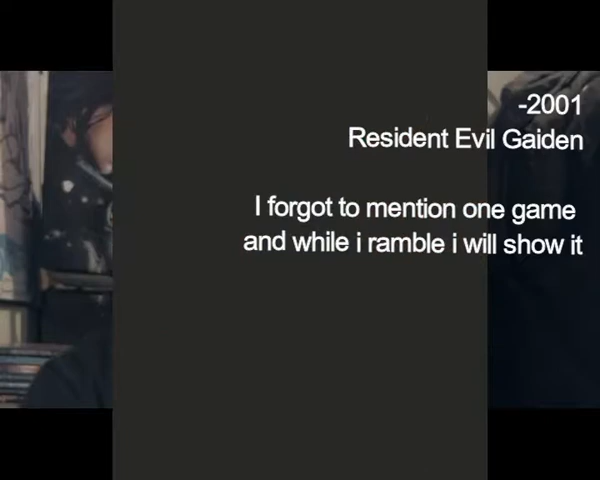 -2001
Resident Evil Gaiden
I forgot to mention one game
and while i ramble i will show it